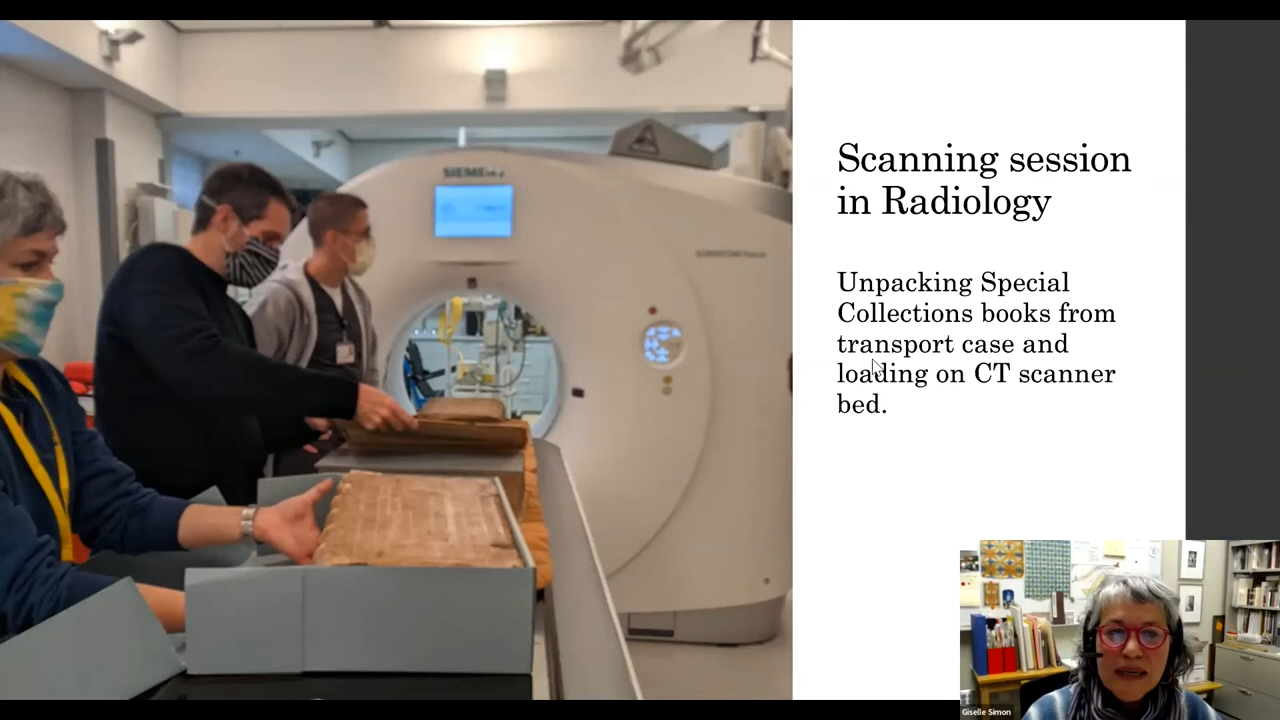 SIEMENS
Scanning session
in Radiology
Unpacking Special
Collections books from
transport case and
loading on CT scanner
bed.
Giselle Simon